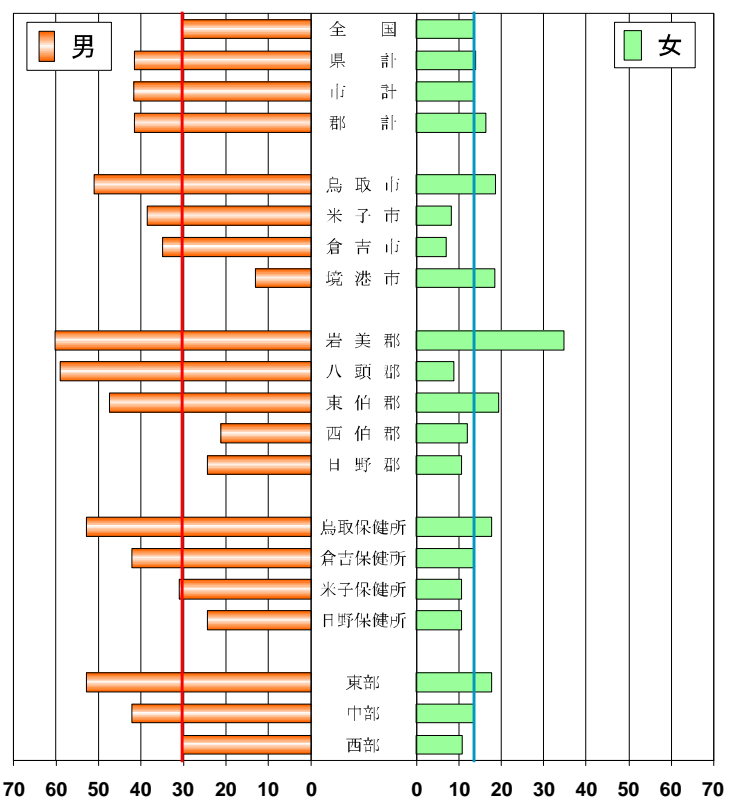 男
女
全国
県計
市計
郡計
鳥取市
米子市
倉吉市
境港市
岩美郡
八頭郡
東伯郡
西伯郡
日野郡
鳥取保健所
倉吉保健所
米子保健所
日野保健所
東部
中部
西部
70 60 50 40 30 20 10 0 0 10 20 30 40 50 60 70